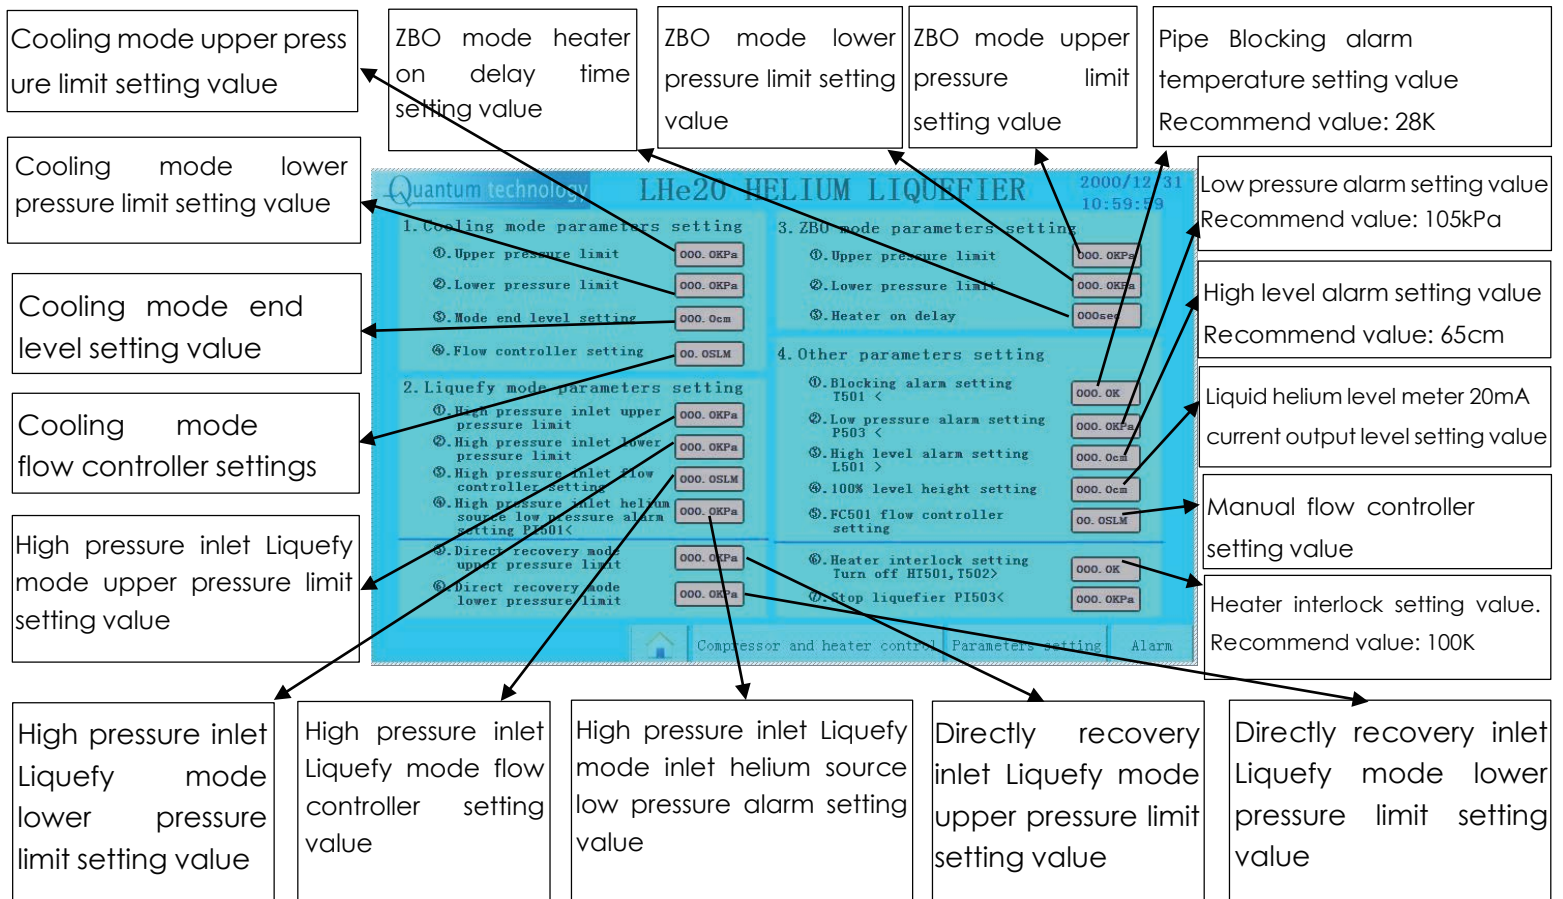 Cooling mode upper press
ure limit setting value
ZBO mode heater
on delay time
setting value
ZBO mode lower
pressure limit setting
value
ZBO mode upper
pressure limit
setting value
Pipe Blocking alarm
temperature setting value
Recommend value: 28K
Cooling mode lower
pressure limit setting value
Cooling mode end
level setting value
Cooling mode
flow controller settings
High pressure inlet Liquefy
mode upper pressure limit
setting value
Quantum technology
LHe20 HELIUM LIQUEFIER
2000/12/31
10:59:59
1.Cooling mode parameters setting
①.Upper pressure limit 000.0KPa
②.Lower pressure limit 000.0KPa
③.Mode end level setting 000.0cm
④.Flow controller setting 00.0SLM
2.Liquefy mode parameters setting
①.High pressure inlet upper
pressure limit 000.0KPa
②.High pressure inlet lower
pressure limit 000.0KPa
③.High pressure inlet flow
controller setting 000.0SLM
④.High pressure inlet helium
source low pressure alarm
setting PI501< 000.0KPa
⑤.Direct recovery mode
upper pressure limit 000.0KPa
⑥.Direct recovery mode
lower pressure limit 000.0KPa
3.ZBO mode parameters setting
①.Upper pressure limit 000.0KPa
②.Lower pressure limit 000.0KPa
③.Heater on delay 000sec
4.Other parameters setting
①.Blocking alarm setting
T501 < 000.0K
②.Low pressure alarm setting
P503 < 000.0KPa
③.High level alarm setting
L501 > 000.0cm
④.100% level height setting 000.0cm
⑤.FC501 flow controller
setting 00.0SLM
⑥.Heater interlock setting
Turn off HT501,T502> 000.0K
⑦.Stop liquefier PI503< 000.0KPa
Compressor and heater control
Parameters setting
Alarm
Low pressure alarm setting value
Recommend value: 105kPa
High level alarm setting value
Recommend value: 65cm
Liquid helium level meter 20mA
current output level setting value
Manual flow controller
setting value
Heater interlock setting value.
Recommend value: 100K
High pressure inlet
Liquefy mode
lower pressure
limit setting value
High pressure inlet
Liquefy mode flow
controller setting
value
High pressure inlet Liquefy
mode inlet helium source
low pressure alarm setting
value
Directly recovery
inlet Liquefy mode
upper pressure limit
setting value
Directly recovery inlet
Liquefy mode lower
pressure limit setting
value